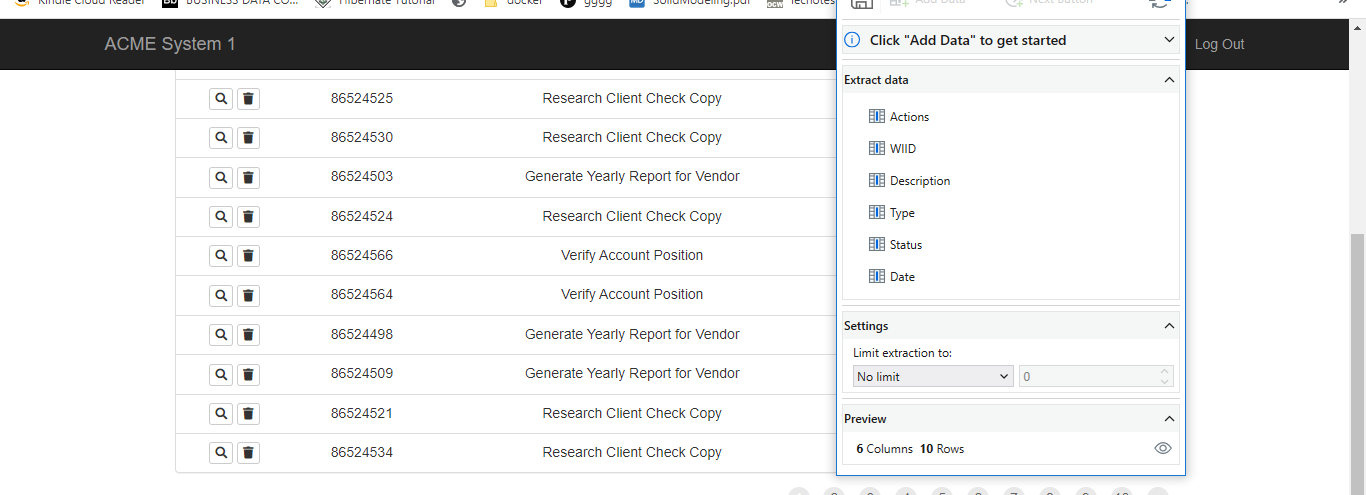 Kindle Cloud Reader
BUSINESS DATA CO...
Hibernate Tutorial
docker
gggg
SolidModeling.pdf
Add Data
Next Button
ACME System 1
Click "Add Data" to get started
Log Out
86524525 Research Client Check Copy
86524530 Research Client Check Copy
86524503 Generate Yearly Report for Vendor
86524524 Research Client Check Copy
86524566 Verify Account Position
86524564 Verify Account Position
86524498 Generate Yearly Report for Vendor
86524509 Generate Yearly Report for Vendor
86524521 Research Client Check Copy
86524534 Research Client Check Copy
Extract data
Actions
WIID
Description
Type
Status
Date
Settings
Limit extraction to:
No limit 0
Preview
6 Columns 10 Rows